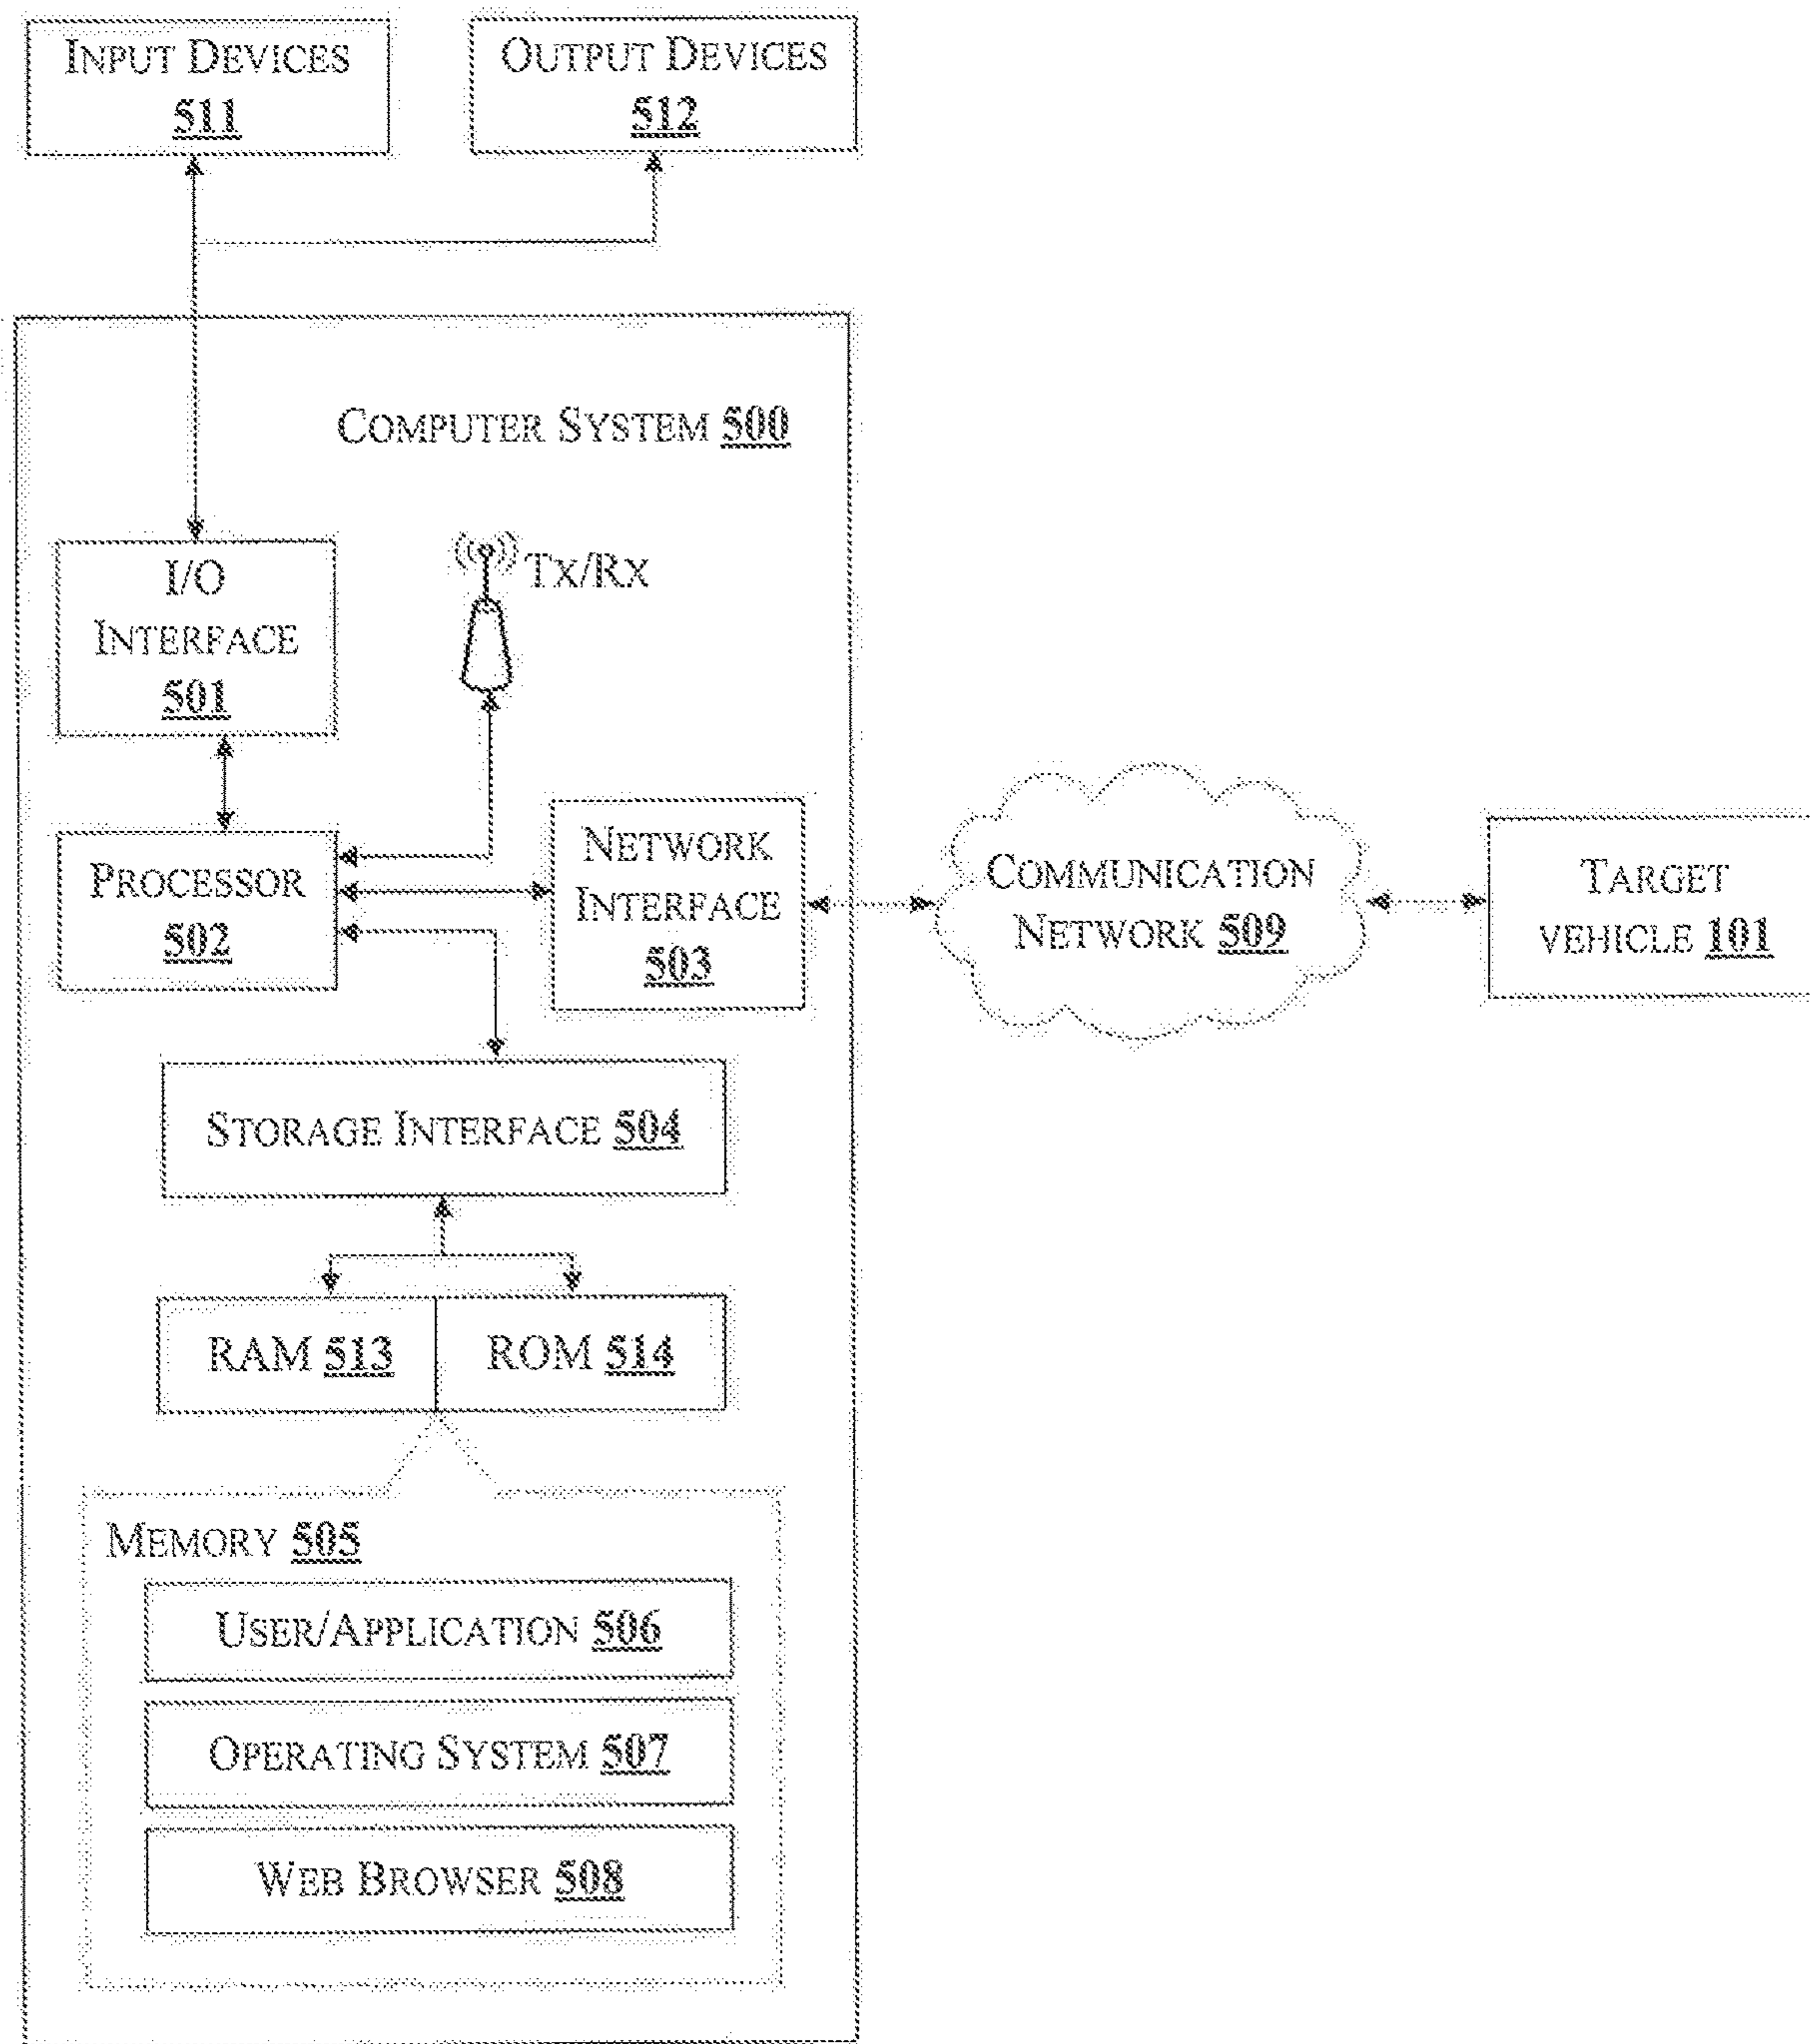 INPUT DEVICES
511
OUTPUT DEVICES
512
COMPUTER SYSTEM 500
I/O
INTERFACE
501
TX/RX
PROCESSOR
502
NETWORK
INTERFACE
503
COMMUNICATION
NETWORK 509
TARGET
VEHICLE 101
STORAGE INTERFACE 504
RAM 513
ROM 514
MEMORY 505
USER/APPLICATION 506
OPERATING SYSTEM 507
WEB BROWSER 508